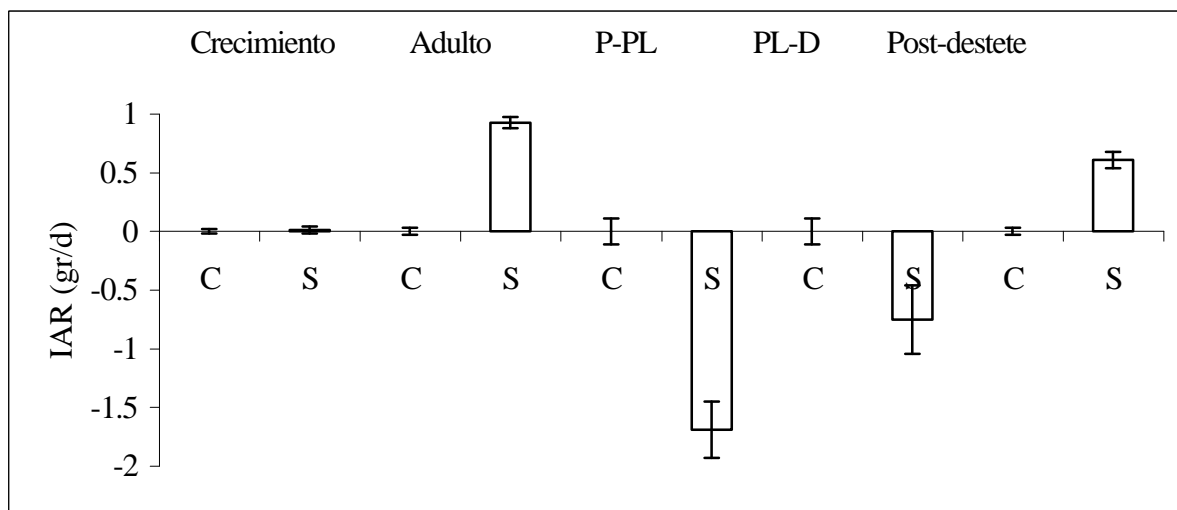 Crecimiento Adulto P-PL PL-D Post-destete
1
0.5
0
-0.5
-1
-1.5
-2
IAR (gr/d)
C S C S C S C S C S